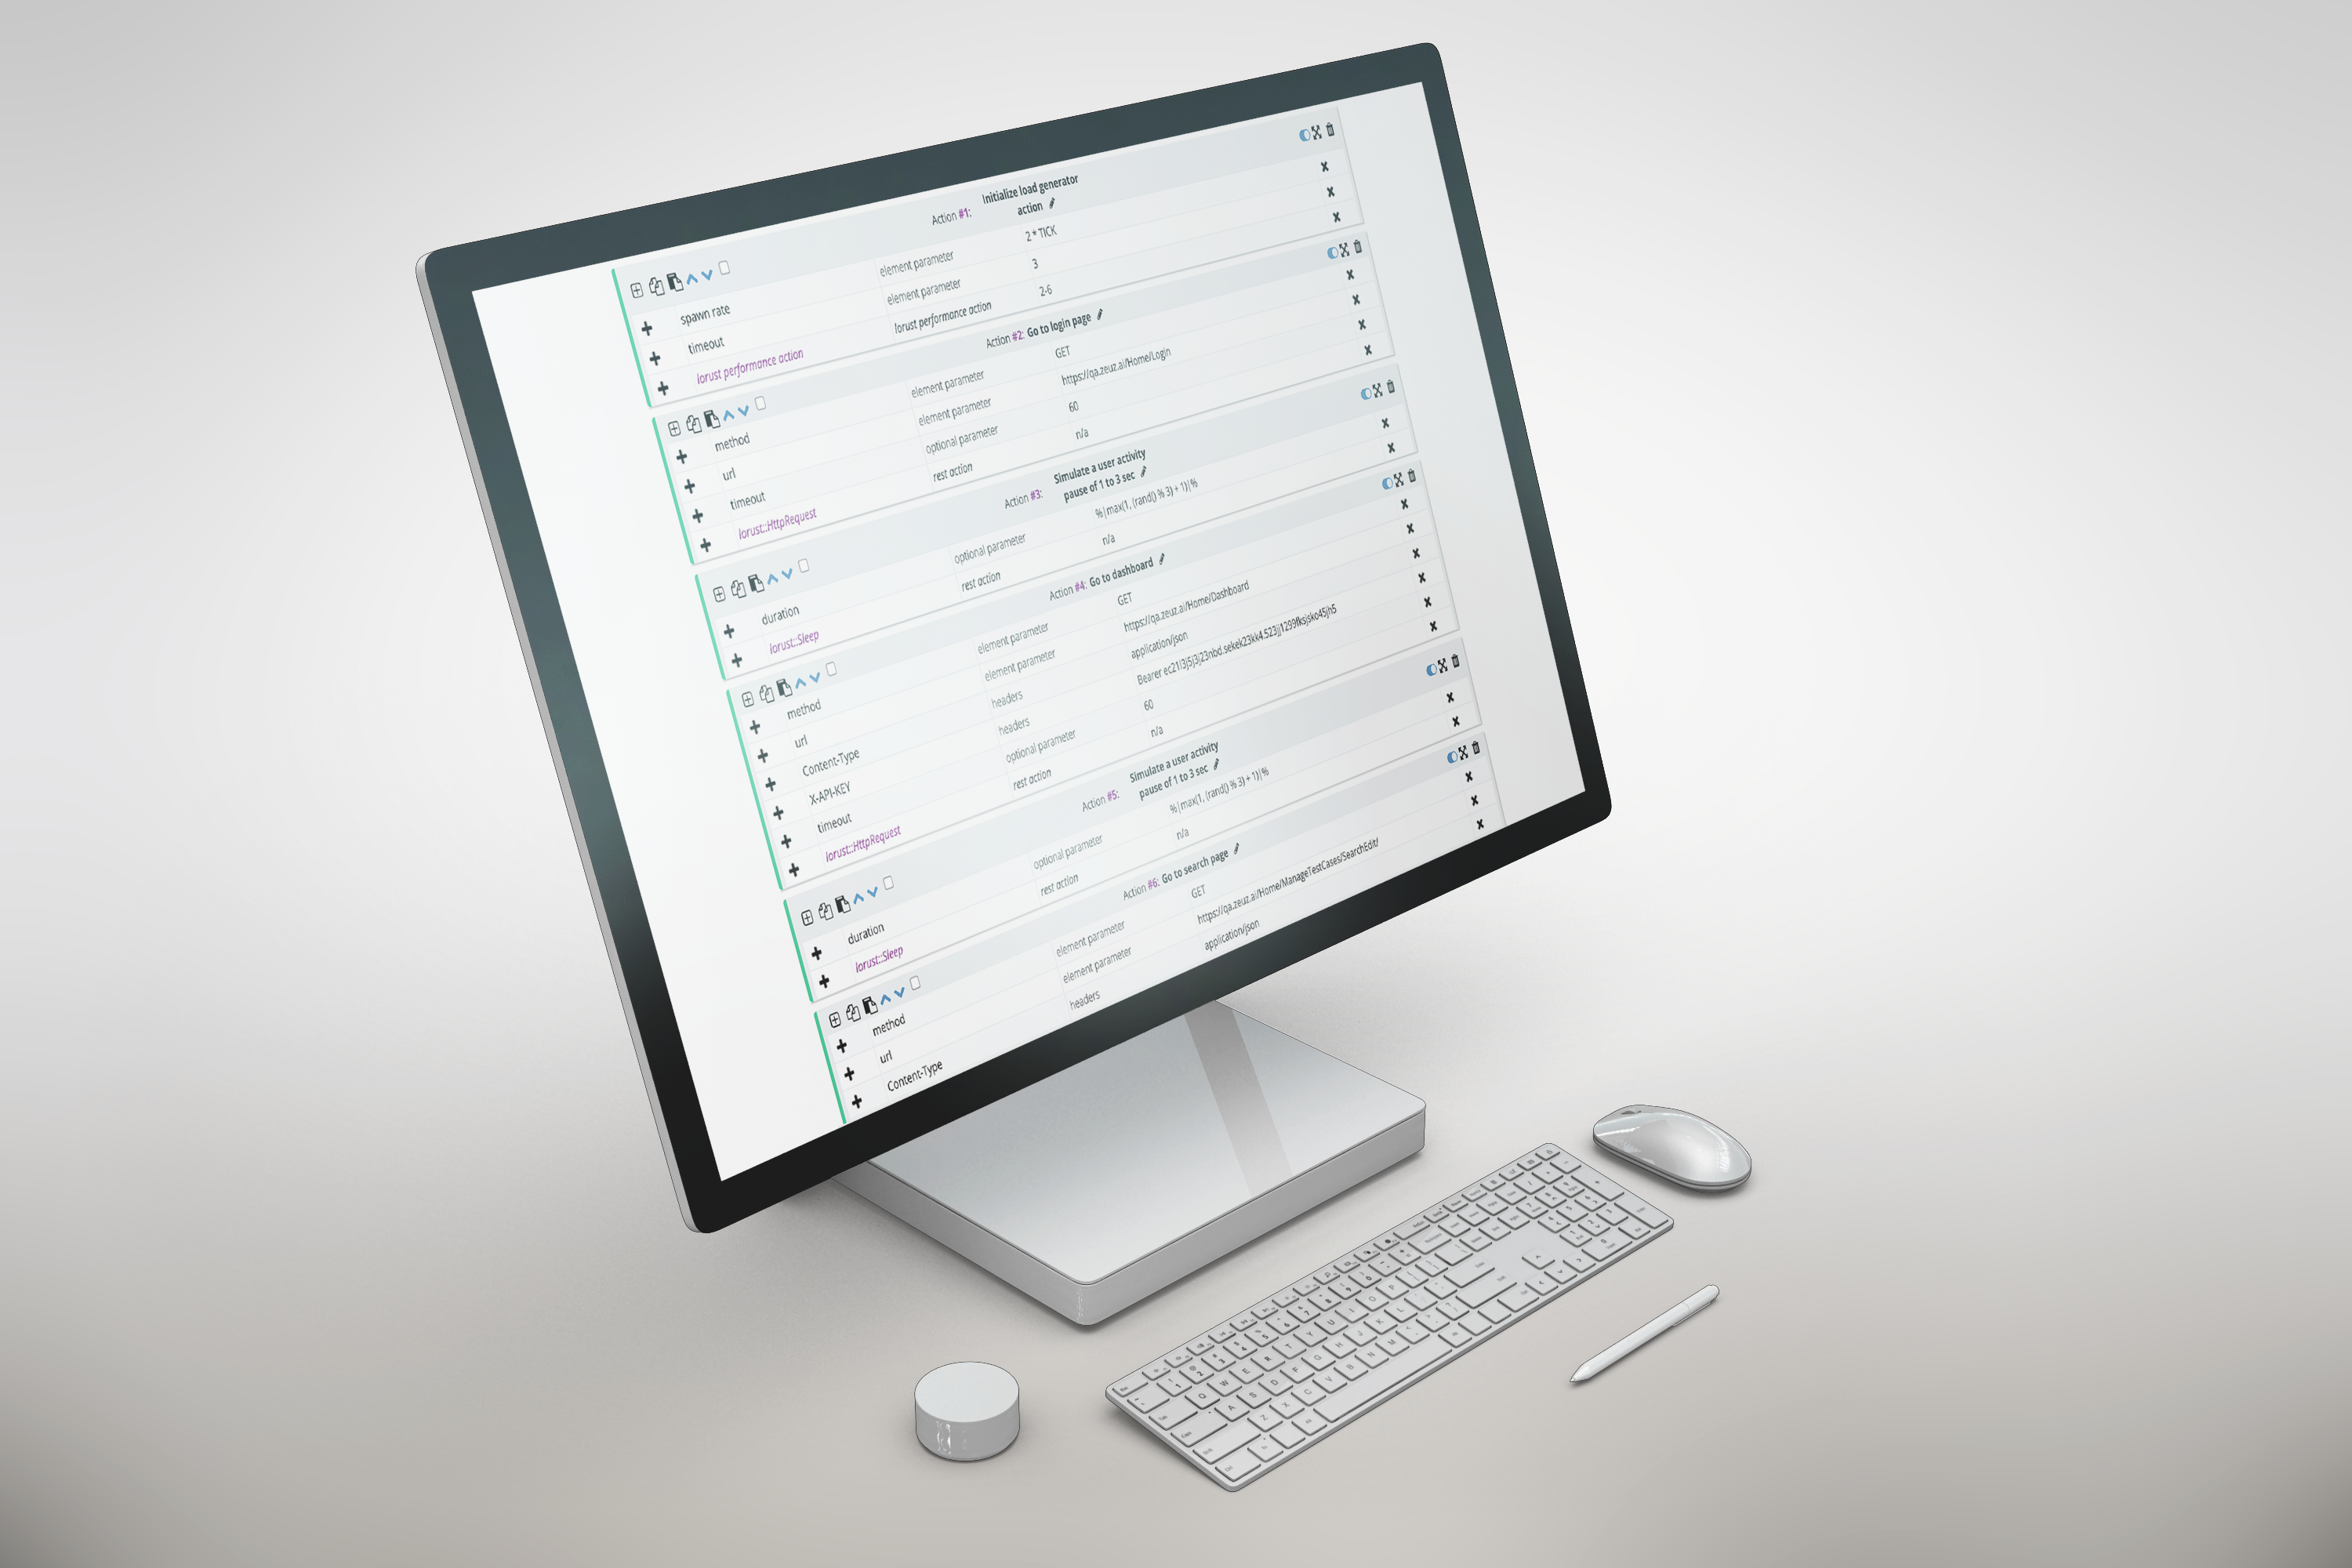 Action #1: Initialize load generator
action
spawn rate element parameter 2 * TICK
timeout element parameter 3
lorust performance action lorust performance action 2-6
Action #2: Go to login page
method element parameter GET
url element parameter https://qa.zeuz.ai/Home/Login
timeout optional parameter 60
lorust::HttpRequest rest action n/a
Action #3: Simulate a user activity
pause of 1 to 3 sec
duration optional parameter %|max(1, (rand() % 3) + 1)|%
lorust::Sleep rest action n/a
Action #4: Go to dashboard
method element parameter GET
url element parameter https://qa.zeuz.ai/Home/Dashboard
Content-Type headers application/json
X-API-KEY headers Bearer
timeout optional parameter 60
lorust::HttpRequest rest action n/a
Action #5: Simulate a user activity
pause of 1 to 3 sec
duration optional parameter %|max(1, (rand() % 3) + 1)|%
lorust::Sleep rest action n/a
Action #6: Go to search page
method element parameter GET
url element parameter https://qa.zeuz.ai/Home/ManageTestCases/SearchEdit/
Content-Type headers application/json